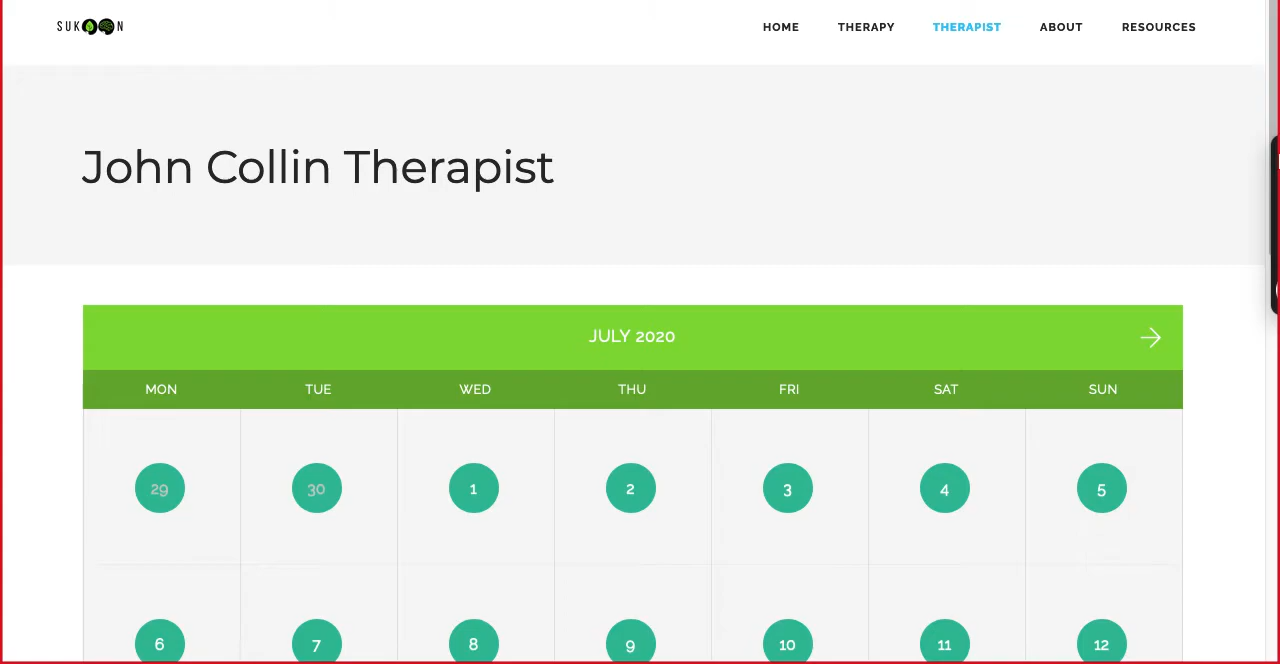 SUKOON HOME THERAPY THERAPIST ABOUT RESOURCES
John Collin Therapist
JULY 2020
MON TUE WED THU FRI SAT SUN
29 30 1 2 3 4 5
6 7 8 9 10 11 12